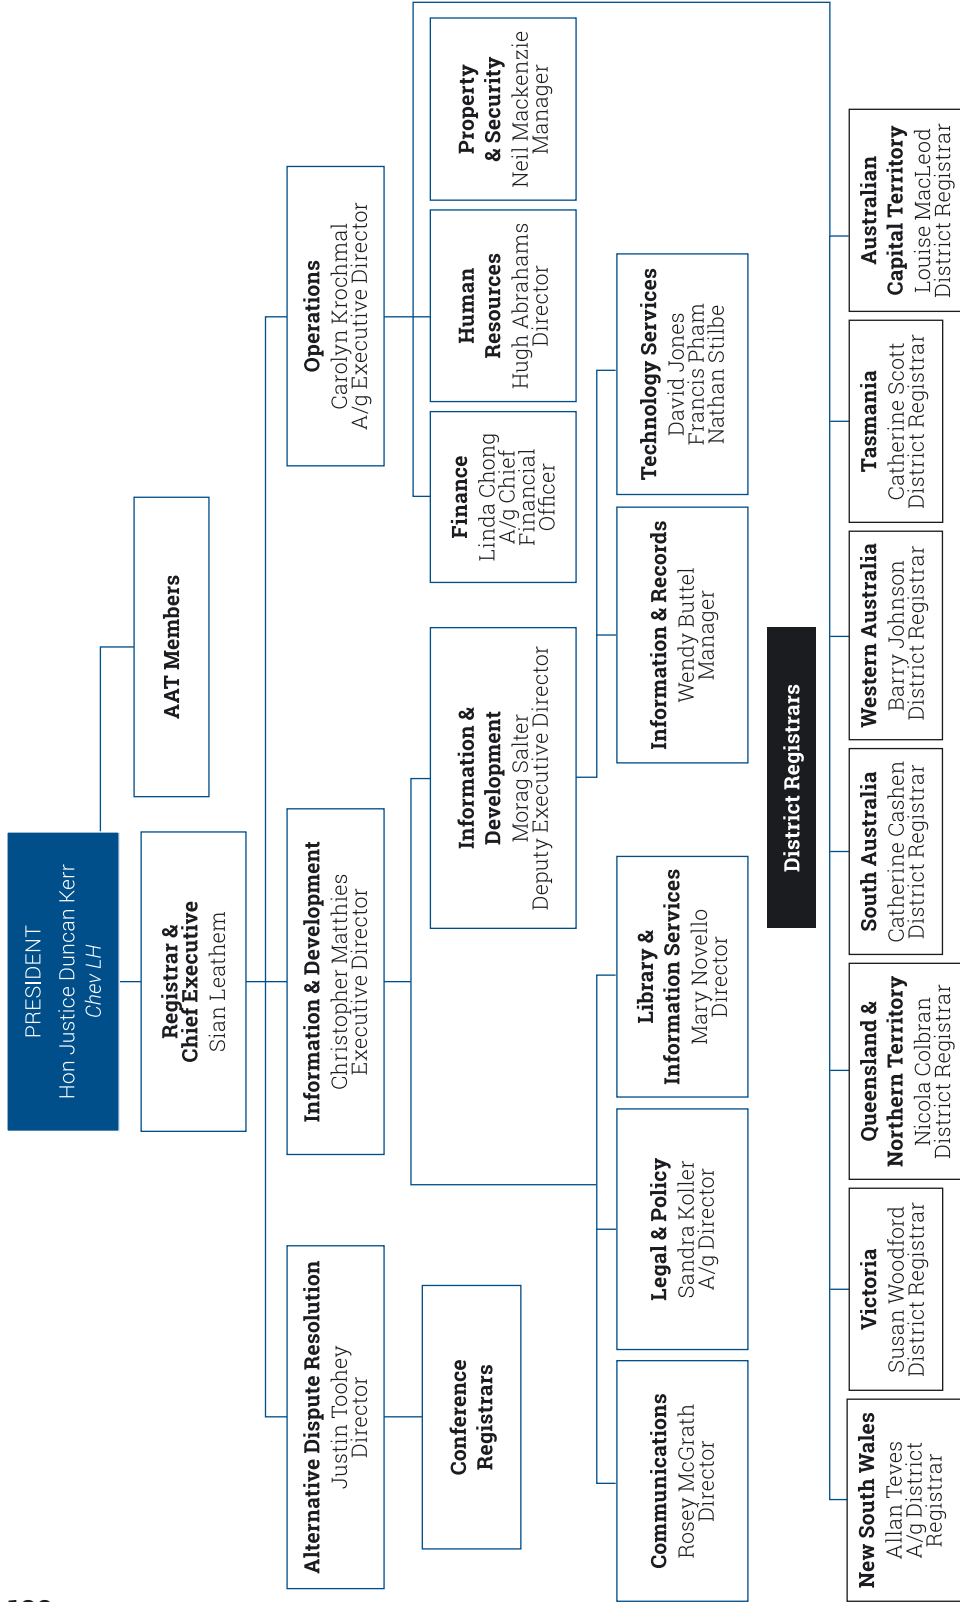 PRESIDENT
Hon Justice Duncan Kerr
Chev LH
AAT Members
Registrar &
Chief Executive
Sian Leathem
Alternative Dispute Resolution
Justin Toohey
Director
Information & Development
Christopher Matthies
Executive Director
Operations
Carolyn Krochmal
A/g Executive Director
Conference
Registrars
Information &
Development
Morag Salter
Deputy Executive Director
Finance
Linda Chong
A/g Chief
Financial
Officer
Human
Resources
Hugh Abrahams
Director
Property
& Security
Neil Mackenzie
Manager
Communications
Rosey McGrath
Director
Legal & Policy
Sandra Koller
A/g Director
Library &
Information Services
Mary Novello
Director
Information & Records
Wendy Buttel
Manager
Technology Services
David Jones
Francis Pham
Nathan Stilbe
District Registrars
New South Wales
Allan Teves
A/g District
Registrar
Victoria
Susan Woodford
District Registrar
Queensland &
Northern Territory
Nicola Colbran
District Registrar
South Australia
Catherine Cashen
District Registrar
Western Australia
Barry Johnson
District Registrar
Tasmania
Catherine Scott
District Registrar
Australian
Capital Territory
Louise MacLeod
District Registrar